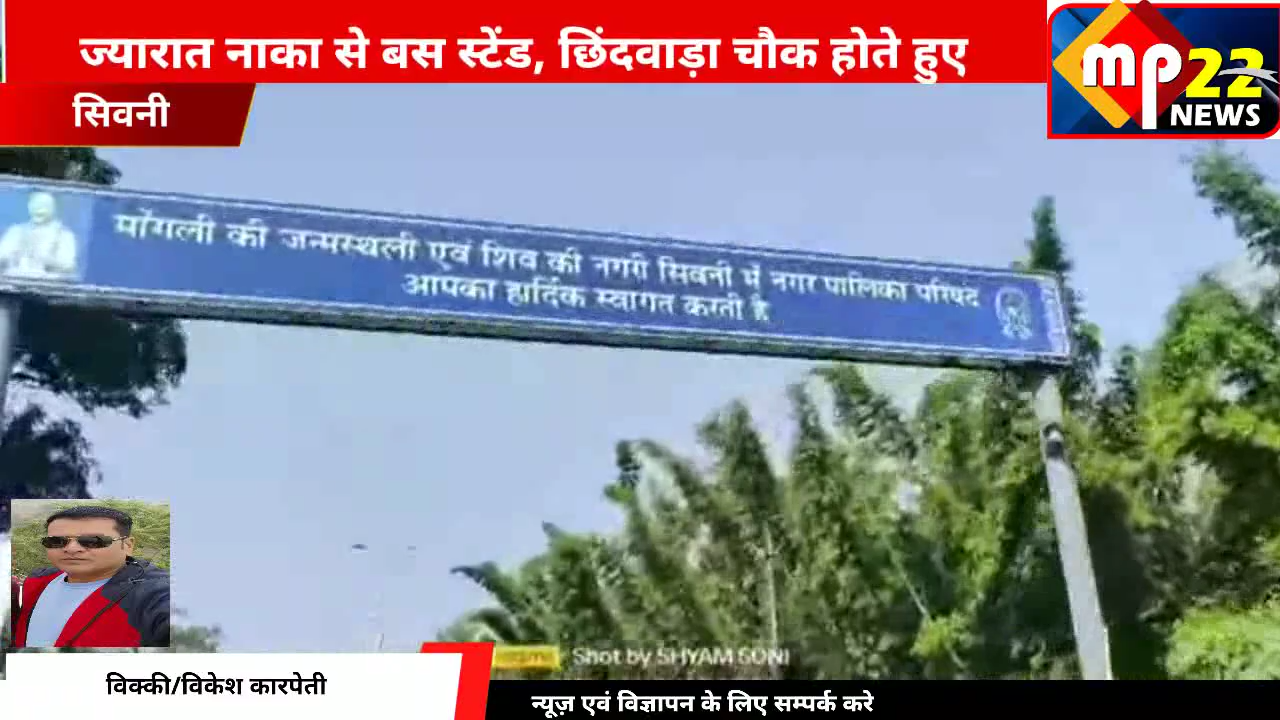 ज्यारात नाका से बस स्टेंड, छिंदवाड़ा चौक होते हुए
mp22
NEWS
सिवनी
मोंगली की जन्मस्थली एवं शिव की नगरी सिवनी में नगर पालिका परिषद
आपका हार्दिक स्वागत करती है
Shot by SHYAM SONI
विक्की/विकेश कारपेती
न्यूज़ एवं विज्ञापन के लिए सम्पर्क करे